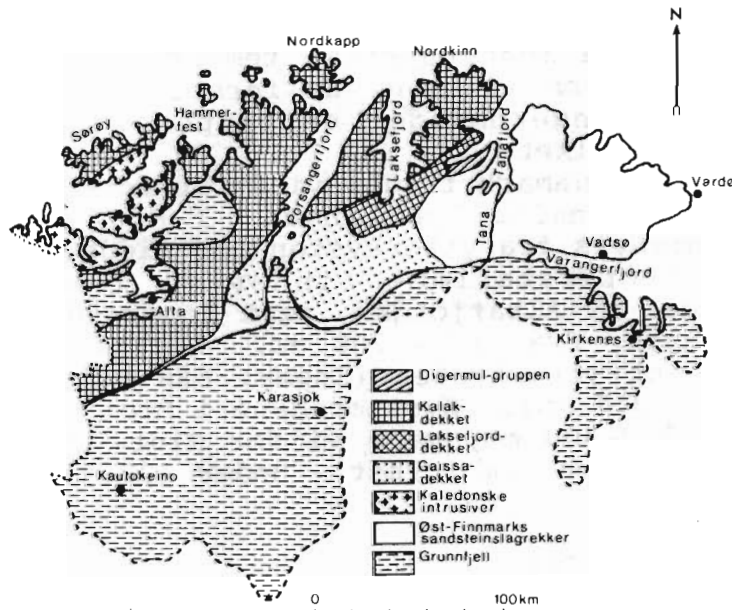 N
Nordkapp
Nordkinn
Hammer-
fest
Sørøy
Porsangerfjord
Laksefjord
Tanafjord
Vardø
Tana
Vadsø
Varangerfjord
Alta
Kirkenes
Karasjok
Kautokeino
Digermul-gruppen
Kalak-
dekket
Laksefjord-
dekket
Gaissa-
dekket
Kaledonske
intrusiver
Øst-Finnmarks
sandsteinslagrekker
Grunnfjell
0 100km